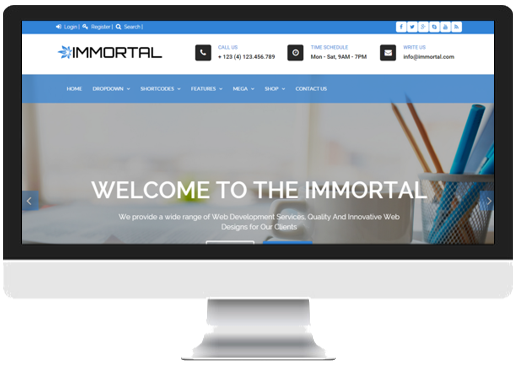 Login | Register | Search |
IMMORTAL
CALL US
+ 123 (4) 123.456.789
TIME SCHEDULE
Mon - Sat, 9AM - 7PM
WRITE US
info@immortal.com
HOME DROPDOWN SHORTCODES FEATURES MEGA SHOP CONTACT US
WELCOME TO THE IMMORTAL
We provide a wide range of Web Development Services, Quality And Innovative Web
Designs for Our Clients